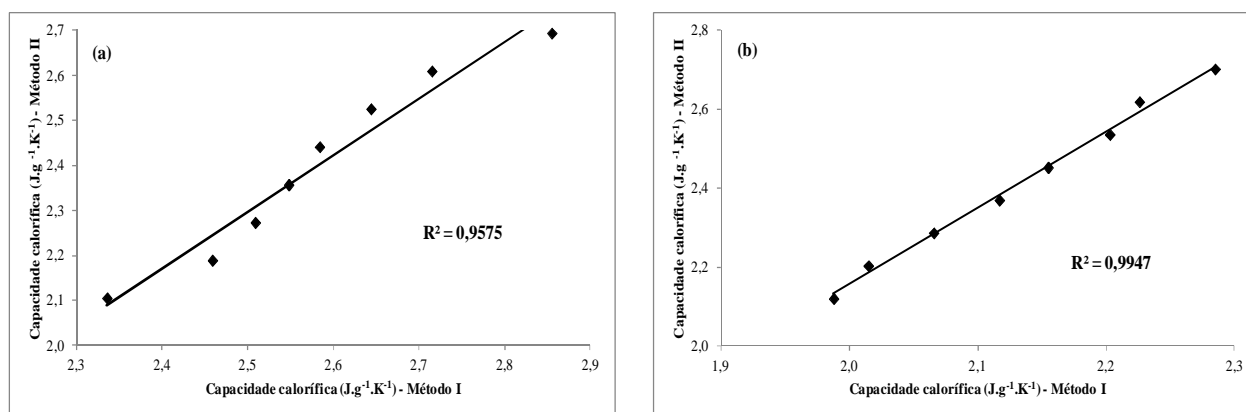 (a)
Capacidade calorífica (J.g⁻¹.K⁻¹) - Método II
2,7
2,6
2,5
2,4
2,3
2,2
2,1
2,0
R² = 0,9575
2,3 2,4 2,5 2,6 2,7 2,8 2,9
Capacidade calorífica (J.g⁻¹.K⁻¹) - Método I
(b)
Capacidade calorífica (J.g⁻¹.K⁻¹) - Método II
2,8
2,6
2,4
2,2
2,0
R² = 0,9947
1,9 2,0 2,1 2,2 2,3
Capacidade calorífica (J.g⁻¹.K⁻¹) - Método I